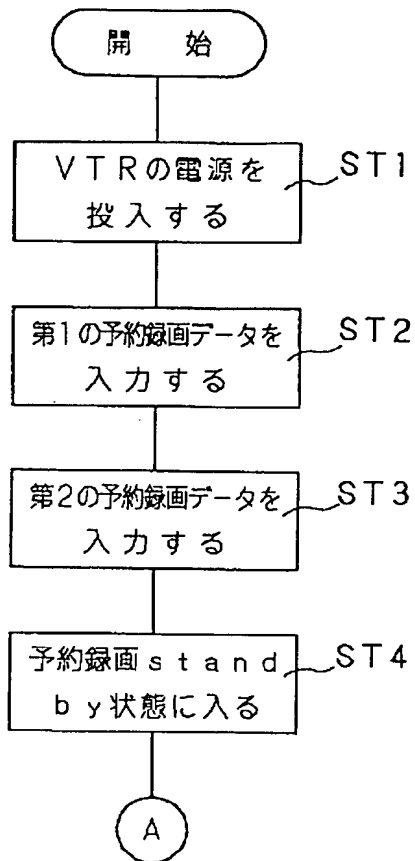 開始
VTRの電源を
投入する
ST1
第1の予約録画データを
入力する
ST2
第2の予約録画データを
入力する
ST3
予約録画stand
by状態に入る
ST4
A